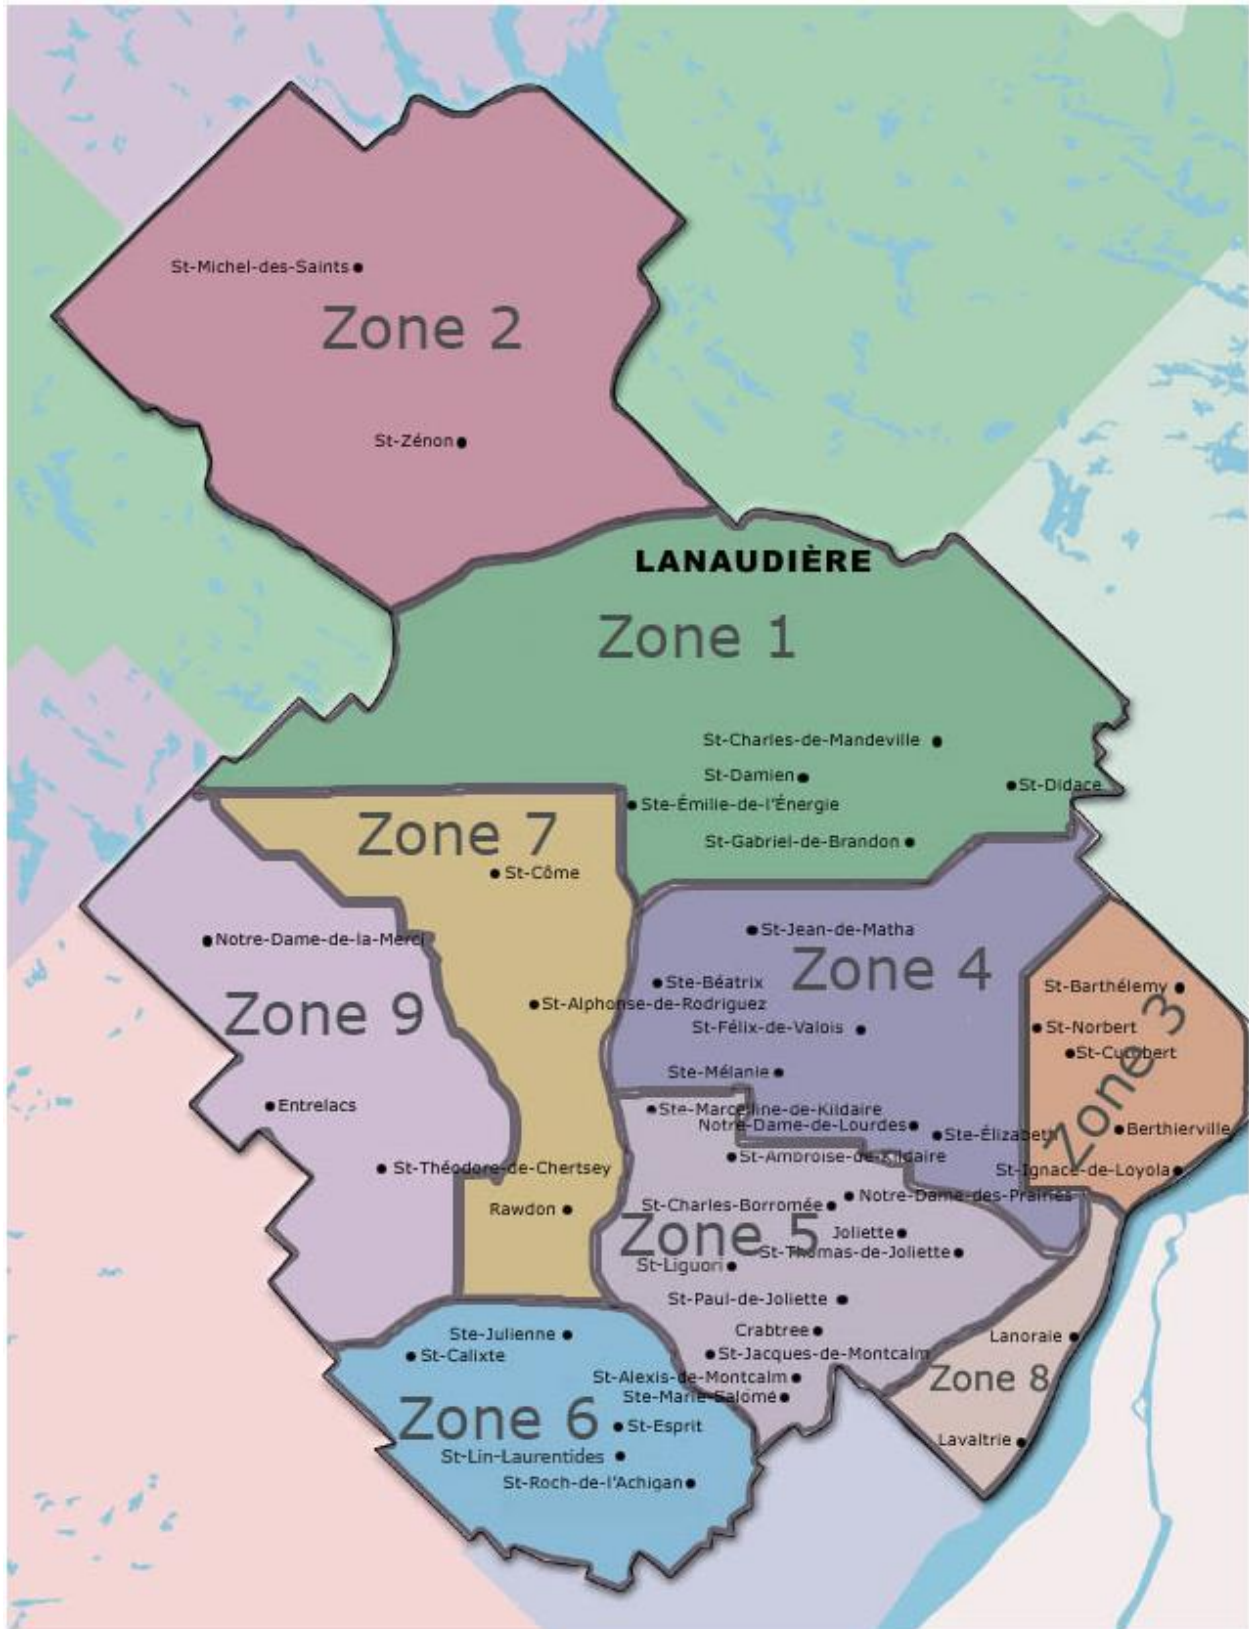 St-Michel-des-Saints
Zone 2
St-Zénon
LANAUDIÈRE
Zone 1
St-Charles-de-Mandeville
St-Damien
St-Didace
Ste-Émilie-de-l'Énergie
St-Gabriel-de-Brandon
Zone 7
St-Côme
Notre-Dame-de-la-Merci
St-Jean-de-Matha
Zone 4
Ste-Béatrix
St-Barthélemy
Zone 9
St-Alphonse-de-Rodriguez
St-Félix-de-Valois
St-Norbert
St-Cuthbert
Zone 3
Ste-Mélanie
Entrelacs
Ste-Marcelline-de-Kildaire
Notre-Dame-de-Lourdes
Ste-Élizabeth
Berthierville
St-Ambroise-de-Kildaire
St-Théodore-de-Chertsey
St-Ignace-de-Loyola
Notre-Dame-des-Prairies
St-Charles-Borromée
Rawdon
Zone 5
Joliette
St-Thomas-de-Joliette
St-Liguori
St-Paul-de-Joliette
Crabtree
Ste-Julienne
Lanoraie
St-Calixte
St-Jacques-de-Montcalm
St-Alexis-de-Montcalm
Zone 8
Ste-Marie-Salomé
Zone 6
St-Esprit
Lavaltrie
St-Lin-Laurentides
St-Roch-de-l'Achigan